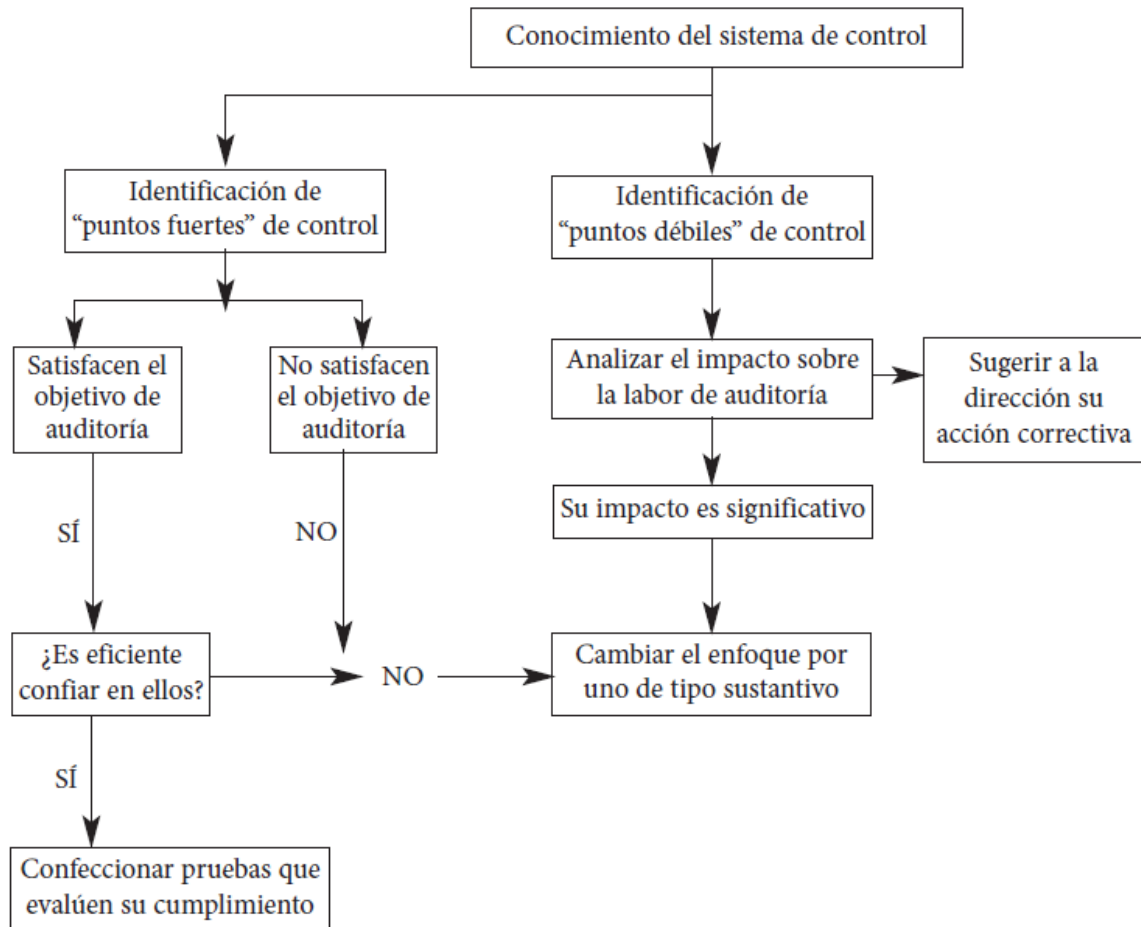 Conocimiento del sistema de control
Identificación de
“puntos fuertes” de control
Identificación de
“puntos débiles” de control
Satisfacen el
objetivo de
auditoría
No satisfacen
el objetivo de
auditoría
Analizar el impacto sobre
la labor de auditoría
Sugerir a la
dirección su
acción correctiva
Su impacto es significativo
SÍ
NO
¿Es eficiente
confiar en ellos?
NO
Cambiar el enfoque por
uno de tipo sustantivo
SÍ
Confeccionar pruebas que
evalúen su cumplimiento